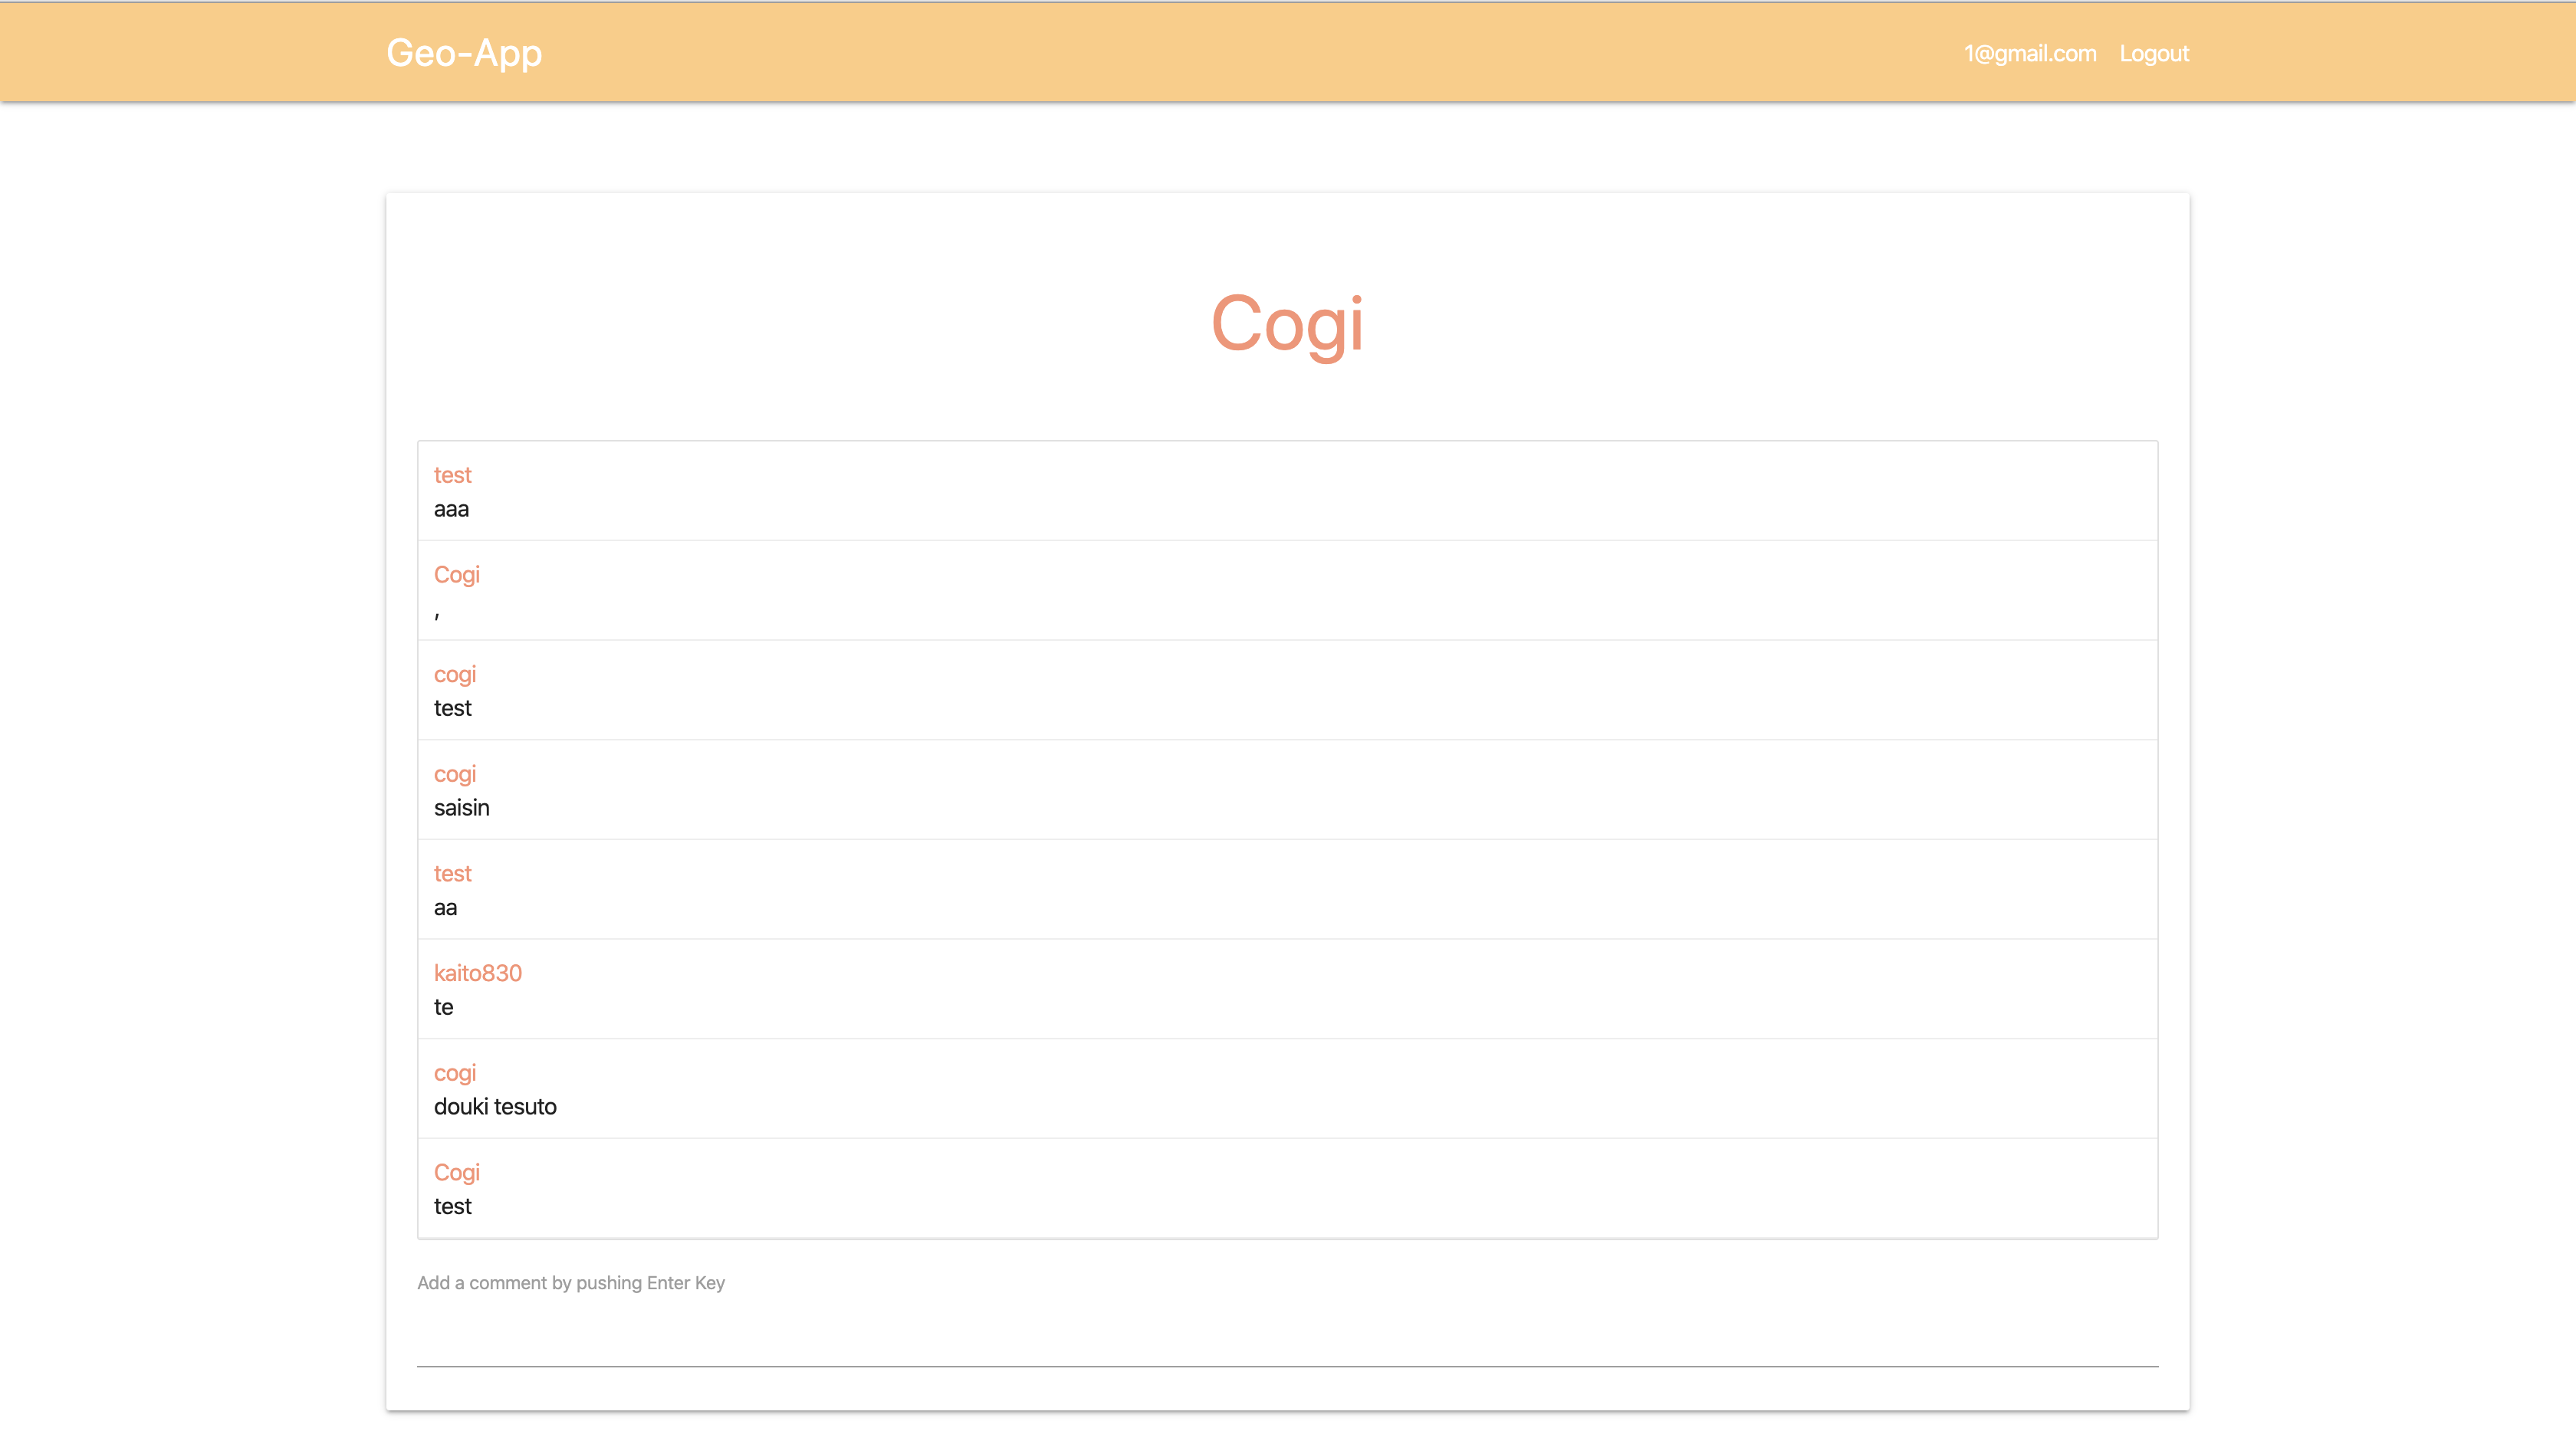 Geo-App
1@gmail.com Logout
Cogi
test
aaa
Cogi
,
cogi
test
cogi
saisin
test
aa
kaito830
te
cogi
douki tesuto
Cogi
test
Add a comment by pushing Enter Key